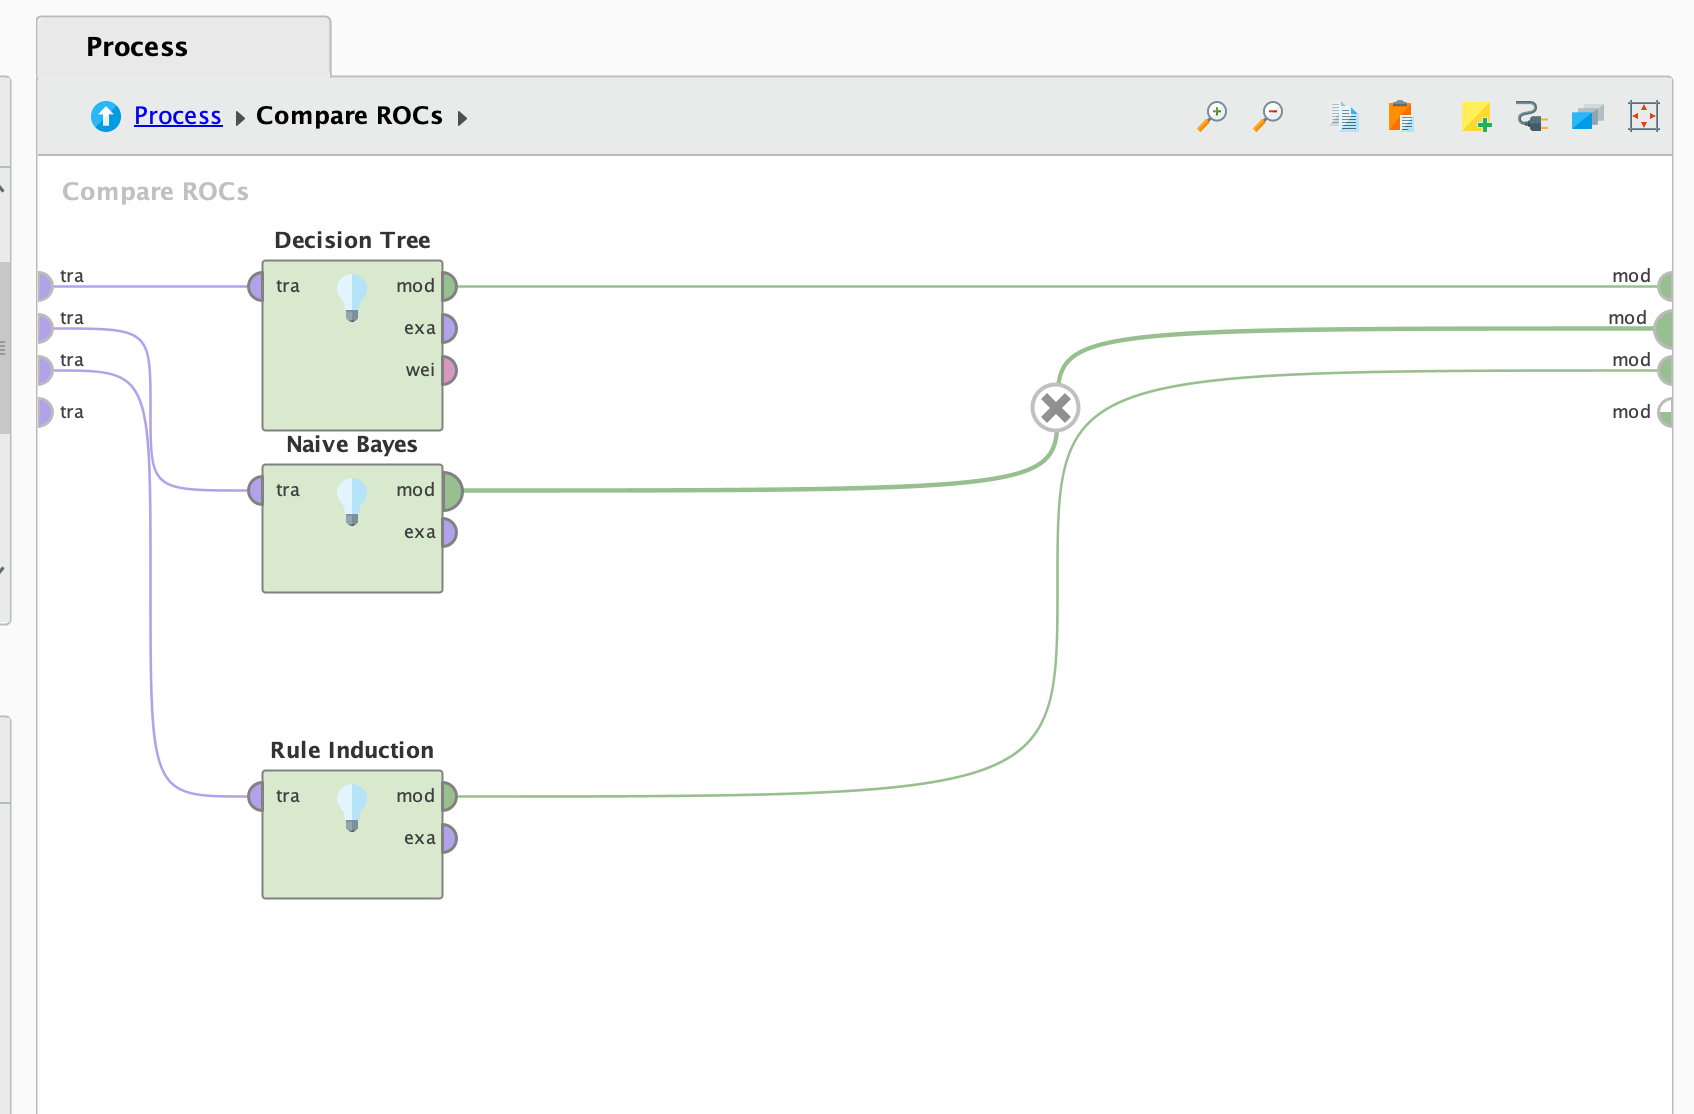 Process
Process Compare ROCs
Compare ROCs
Decision Tree
tra
tra
mod
mod
tra
exa
mod
tra
wei
mod
tra
mod
Naive Bayes
tra
mod
exa
Rule Induction
tra
mod
exa